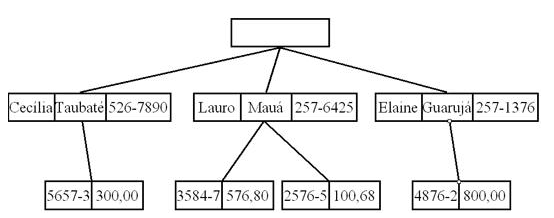 Cecília Taubaté 526-7890 Lauro Mauá 257-6425 Elaine Guarujá 257-1376
5657-3 300,00 3584-7 576,80 2576-5 100,68 4876-2 800,00